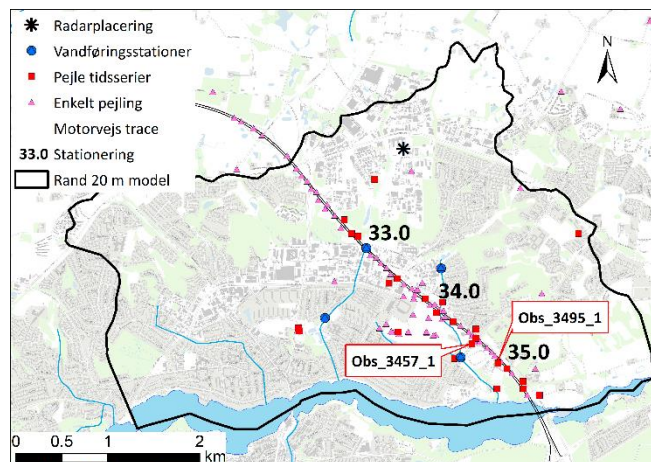 Radarplacering
Vandføringsstationer
Pejle tidsserier
Enkelt pejling
Motorvejs trace
33.0 Stationering
Rand 20 m model
N
33.0
34.0
Obs_3495_1
Obs_3457_1
35.0
0 0.5 1 2
km